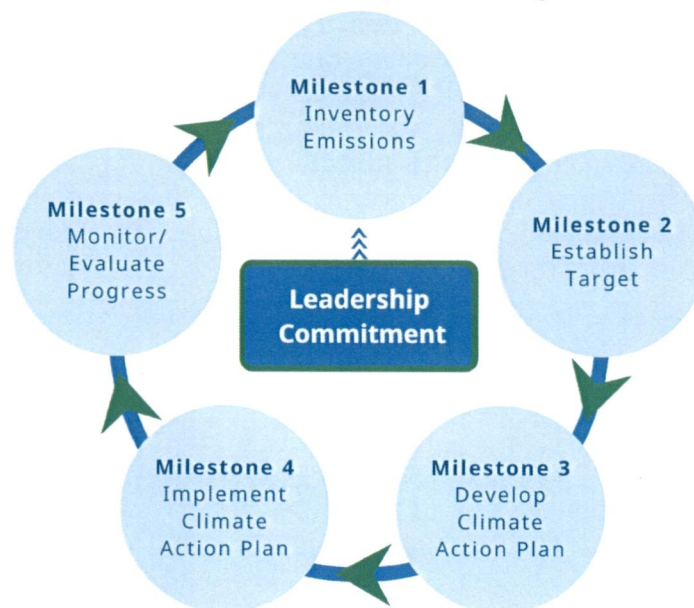 Milestone 1
Inventory
Emissions
Milestone 2
Establish
Target
Milestone 3
Develop
Climate
Action Plan
Milestone 4
Implement
Climate
Action Plan
Milestone 5
Monitor/
Evaluate
Progress
Leadership
Commitment